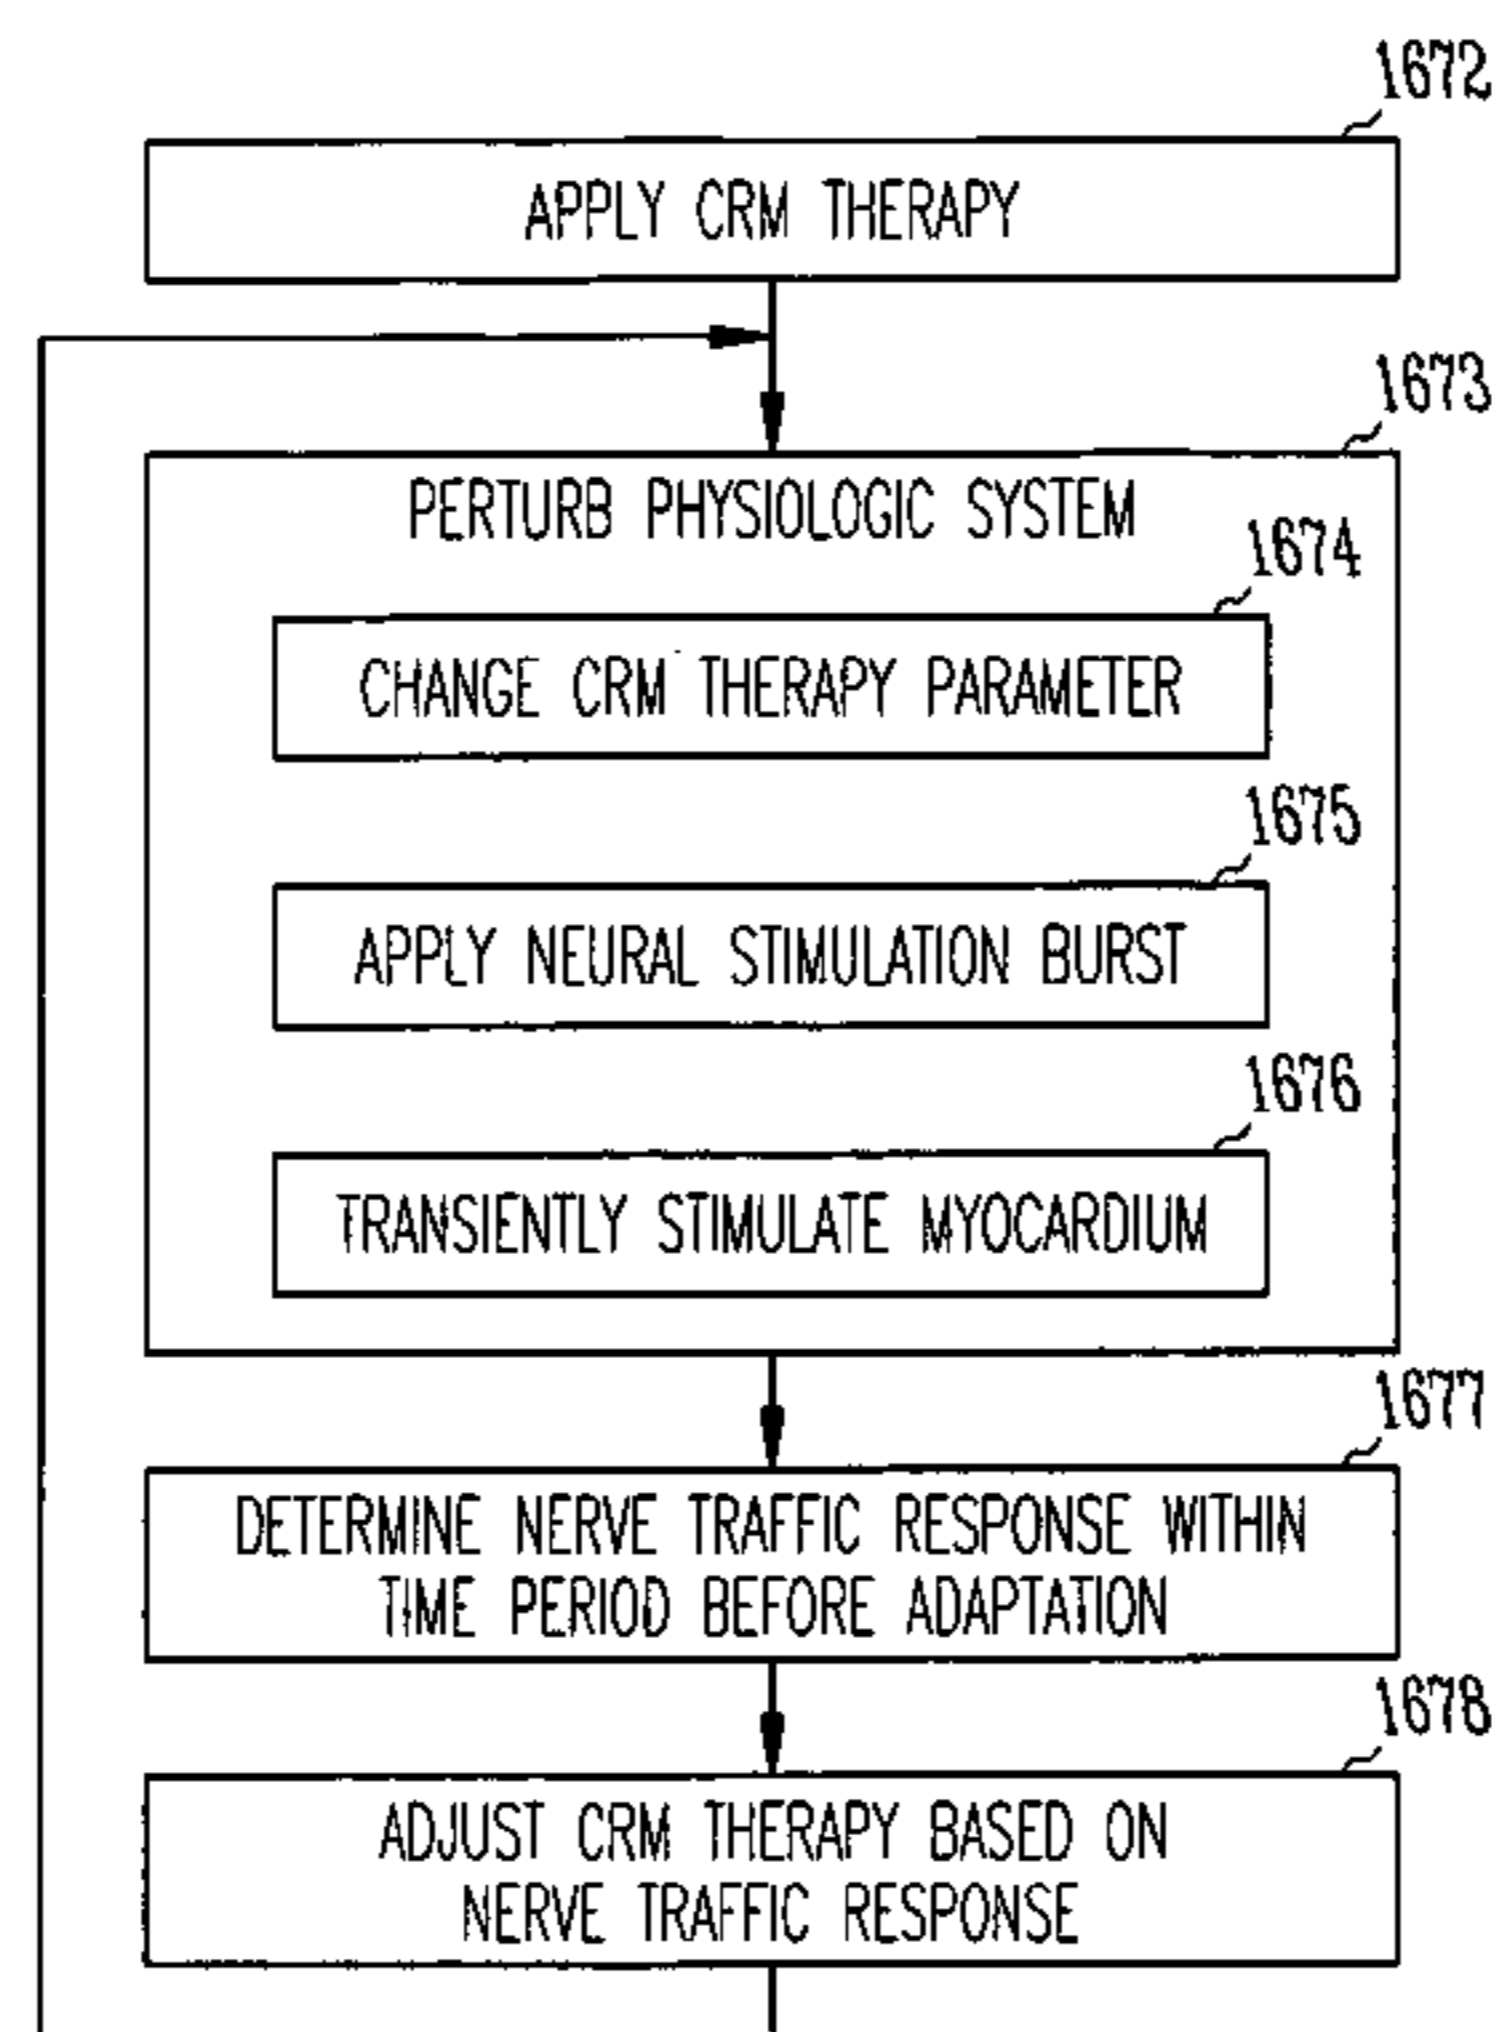 1672
APPLY CRM THERAPY
1673
PERTURB PHYSIOLOGIC SYSTEM
1674
CHANGE CRM THERAPY PARAMETER
1675
APPLY NEURAL STIMULATION BURST
1676
TRANSIENTLY STIMULATE MYOCARDIUM
1677
DETERMINE NERVE TRAFFIC RESPONSE WITHIN
TIME PERIOD BEFORE ADAPTATION
1678
ADJUST CRM THERAPY BASED ON
NERVE TRAFFIC RESPONSE